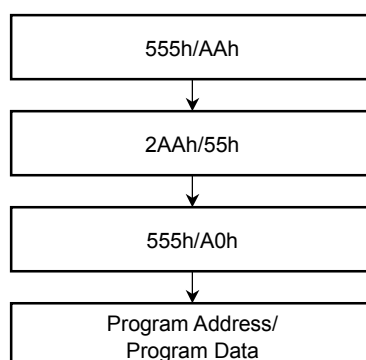 555h/AAh
2AAh/55h
555h/A0h
Program Address/
Program Data